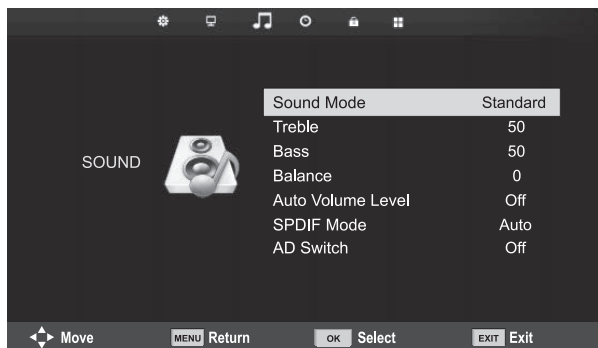 Sound Mode Standard
Treble 50
Bass 50
SOUND
Balance 0
Auto Volume Level Off
SPDIF Mode Auto
AD Switch Off
Move MENU Return OK Select EXIT Exit